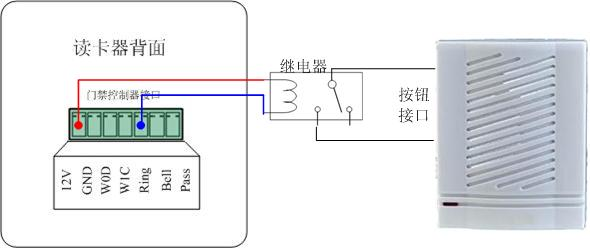 读卡器背面
继电器
门禁控制器接口
按钮
接口
12V
GND
W0D
W1C
Ring
Bell
Pass